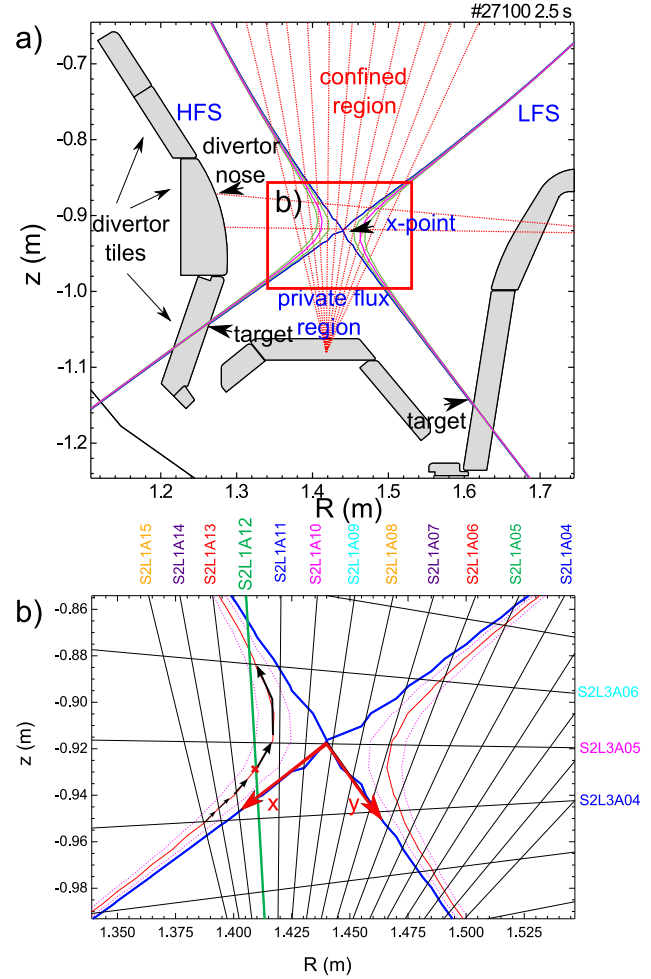 #27100 2.5 s
a)
-0.7
-0.8
-0.9
-1.0
-1.1
-1.2
z (m)
confined
region
HFS
LFS
divertor
nose
b)
divertor
tiles
x-point
private flux
region
target
target
1.2
1.3
1.4
1.5
1.6
1.7
R (m)
S2L1A15
S2L1A14
S2L1A13
S2L1A12
S2L1A11
S2L1A10
S2L1A09
S2L1A08
S2L1A07
S2L1A06
S2L1A05
S2L1A04
b)
-0.86
-0.88
-0.90
-0.92
-0.94
-0.96
-0.98
z (m)
S2L3A06
S2L3A05
S2L3A04
x
y
1.350
1.375
1.400
1.425
1.450
1.475
1.500
1.525
R (m)